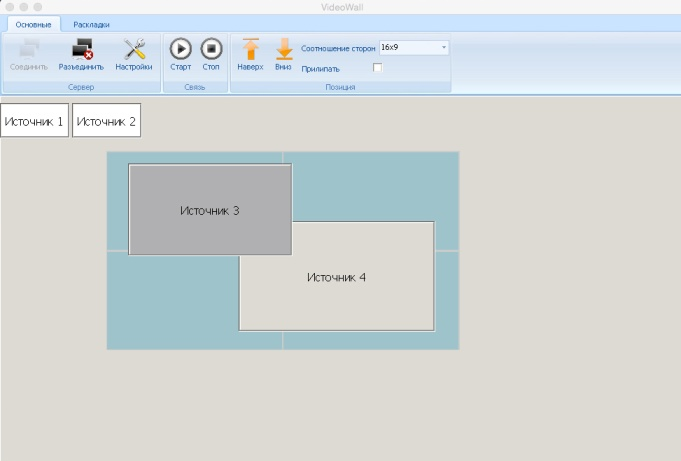 VideoWall
Основные Раскладки
Соединить Разъединить Настройки
Сервер
Старт Стоп
Связь
Наверх Вниз
Соотношение сторон 16x9
Прилипать
Позиция
Источник 1 Источник 2
Источник 3
Источник 4